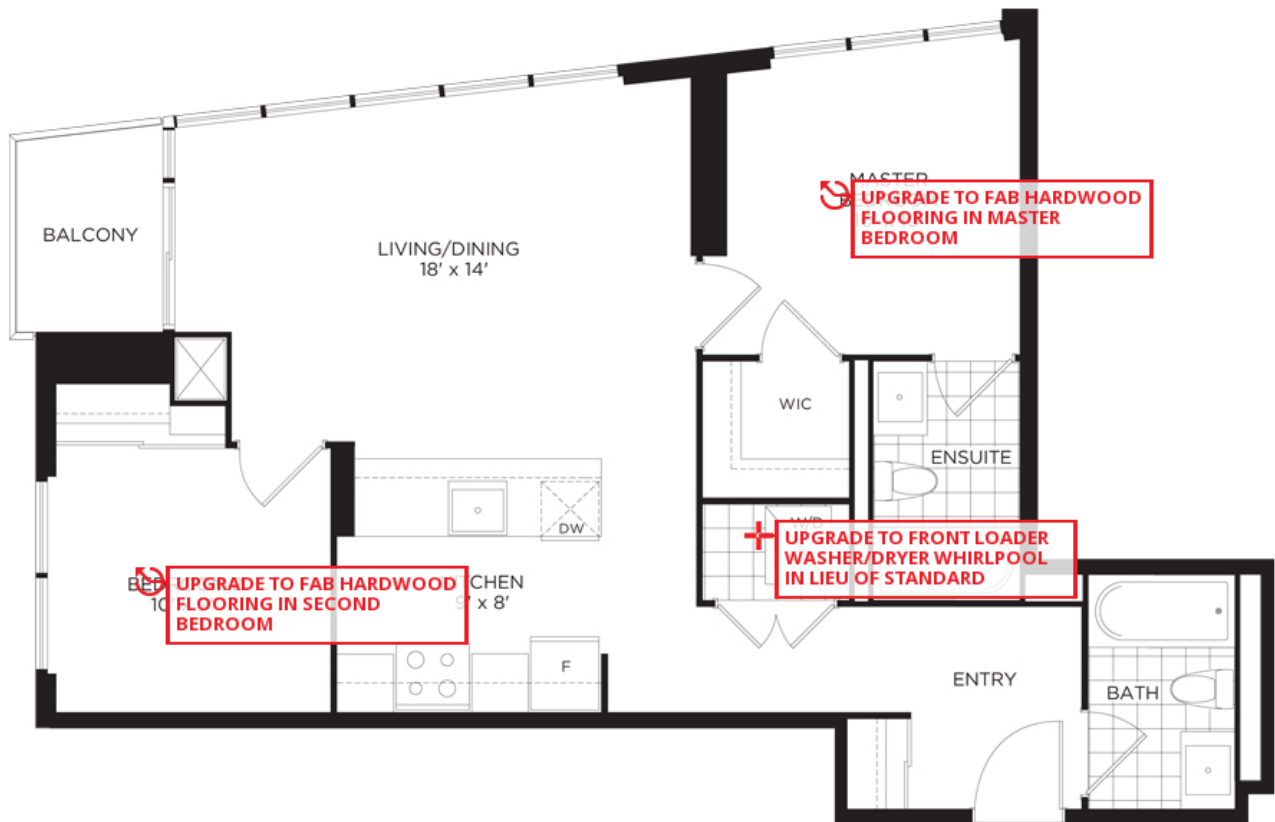 MASTER
UPGRADE TO FAB HARDWOOD
FLOORING IN MASTER
BEDROOM
BALCONY
LIVING/DINING
18' x 14'
WIC
ENSUITE
W/D
DW
UPGRADE TO FRONT LOADER
WASHER/DRYER WHIRLPOOL
IN LIEU OF STANDARD
UPGRADE TO FAB HARDWOOD
FLOORING IN SECOND
BEDROOM
x 8'
F
ENTRY
BATH